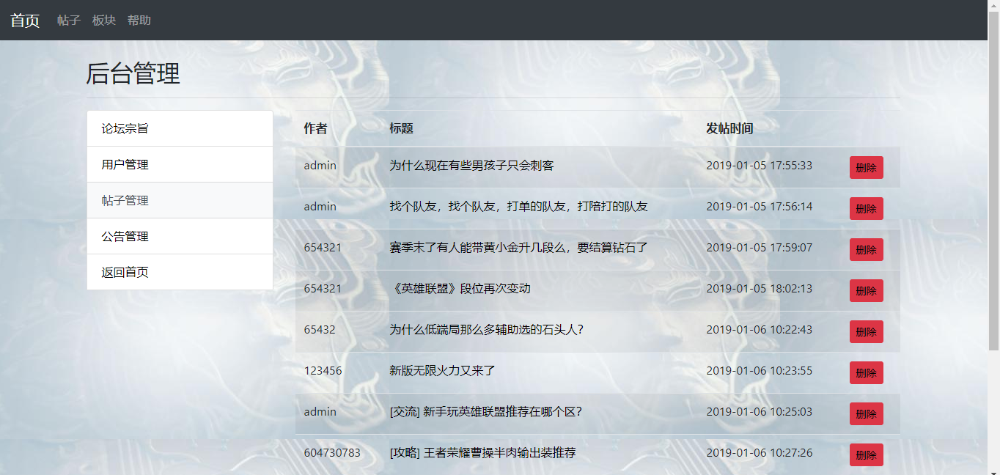 首页 帖子 板块 帮助
后台管理
论坛宗旨
用户管理
帖子管理
公告管理
返回首页
作者 标题 发帖时间
admin 为什么现在有些男孩子只会刺客 2019-01-05 17:55:33 删除
admin 找个队友，找个队友，打单的队友，打陪打的队友 2019-01-05 17:56:14 删除
654321 赛季末了有人能带黄小金升几段么，要结算钻石了 2019-01-05 17:59:07 删除
654321 《英雄联盟》段位再次变动 2019-01-05 18:02:13 删除
65432 为什么低端局那么多辅助选的石头人？ 2019-01-06 10:22:43 删除
123456 新版无限火力又来了 2019-01-06 10:23:55 删除
admin [交流] 新手玩英雄联盟推荐在哪个区？ 2019-01-06 10:25:03 删除
604730783 [攻略] 王者荣耀曹操半肉输出装推荐 2019-01-06 10:27:26 删除